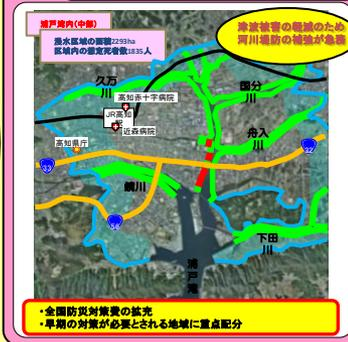 浦戸湾内(中部)
津波被害の軽減のため
河川堤防の補強が急務
浸水区域の面積2293ha
区域内の想定死者数1835人
久万
川
国分
川
高知赤十字病院
JR高知
駅
近森病院
舟入
川
高知県庁
32
33
鏡川
56
下田
川
浦
戸
湾
・全国防災対策費の拡充
・早期の対策が必要とされる地域に重点配分